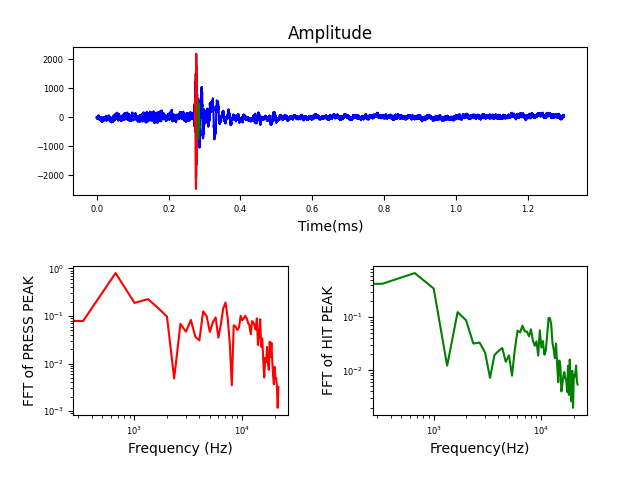 Amplitude
2000
1000
0
−1000
−2000
0.0 0.2 0.4 0.6 0.8 1.0 1.2
Time(ms)
FFT of PRESS PEAK
10⁰
10⁻¹
10⁻²
10⁻³
10³ 10⁴
Frequency (Hz)
FFT of HIT PEAK
10⁻¹
10⁻²
10³ 10⁴
Frequency(Hz)